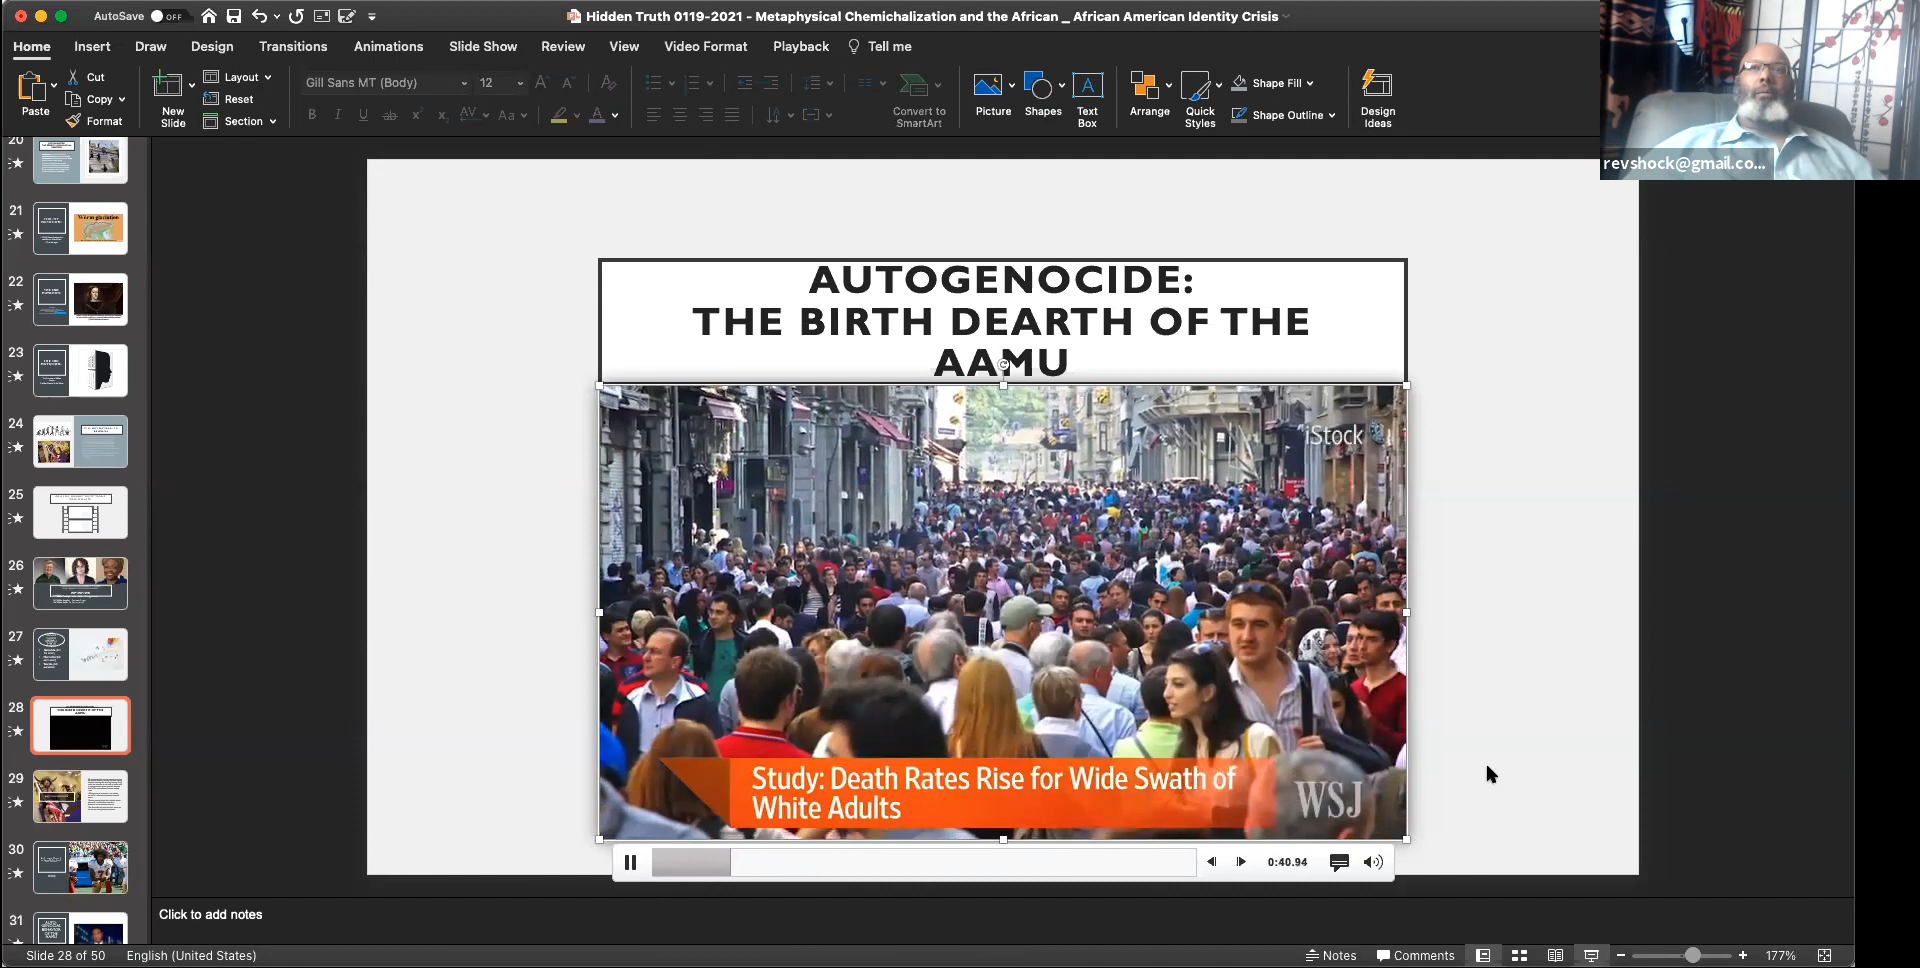 AutoSave OFF
Hidden Truth 0119-2021 - Metaphysical Chemichalization and the African _ African American Identity Crisis
Home Insert Draw Design Transitions Animations Slide Show Review View Video Format Playback Tell me
Paste
Cut
Copy
Format
New Slide
Layout
Reset
Section
Gill Sans MT (Body) 12
Convert to SmartArt
Picture
Shapes
Text Box
Arrange
Quick Styles
Shape Fill
Shape Outline
Design Ideas
revshock@gmail.co...
20
21
22
23
24
25
26
27
28
29
30
31
AUTOGENOCIDE:
THE BIRTH DEARTH OF THE
AAMU
iStock
Study: Death Rates Rise for Wide Swath of
White Adults
WSJ
0:40.94
Click to add notes
Slide 28 of 50 English (United States)
Notes Comments 177%